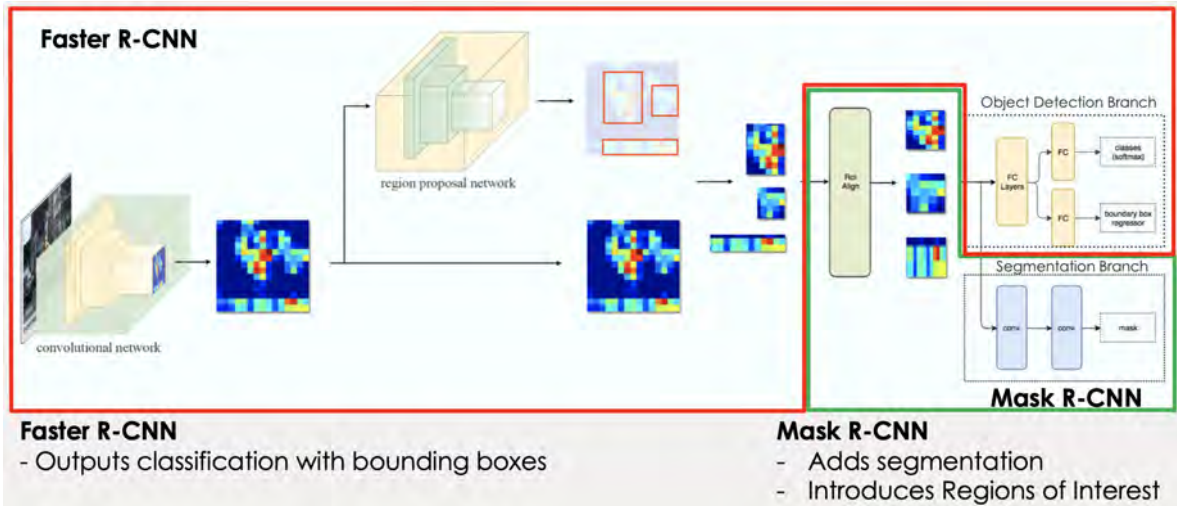 Faster R-CNN
region proposal network
convolutional network
RoI
Align
Object Detection Branch
FC
Layers
FC
classes
(softmax)
FC
boundary box
regressor
Segmentation Branch
conv
conv
mask
Mask R-CNN
Faster R-CNN
- Outputs classification with bounding boxes
Mask R-CNN
- Adds segmentation
- Introduces Regions of Interest